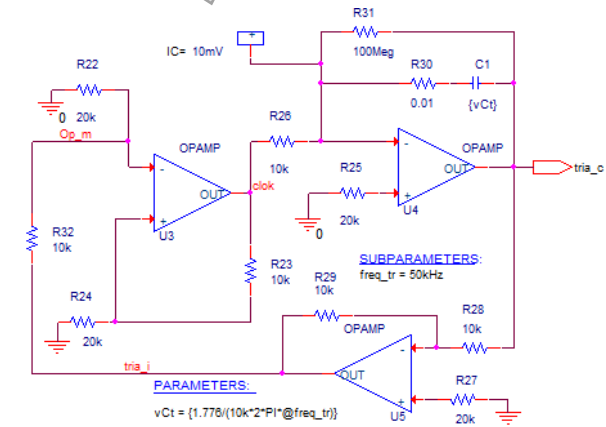 R31
IC= 10mV
100Meg
R22
R30
C1
0.01
{vCt}
0
20k
Op_m
R26
OPAMP
-
10k
-
OPAMP
OUT
clok
R25
OUT
tria_c
+
U3
+
U4
20k
0
R32
10k
R23
10k
SUBPARAMETERS:
freq_tr = 50kHz
R24
20k
R29
10k
R28
10k
OPAMP
-
tria_i
OUT
R27
PARAMETERS:
+
U5
20k
vCt = {1.776/(10k*2*PI*@freq_tr)}